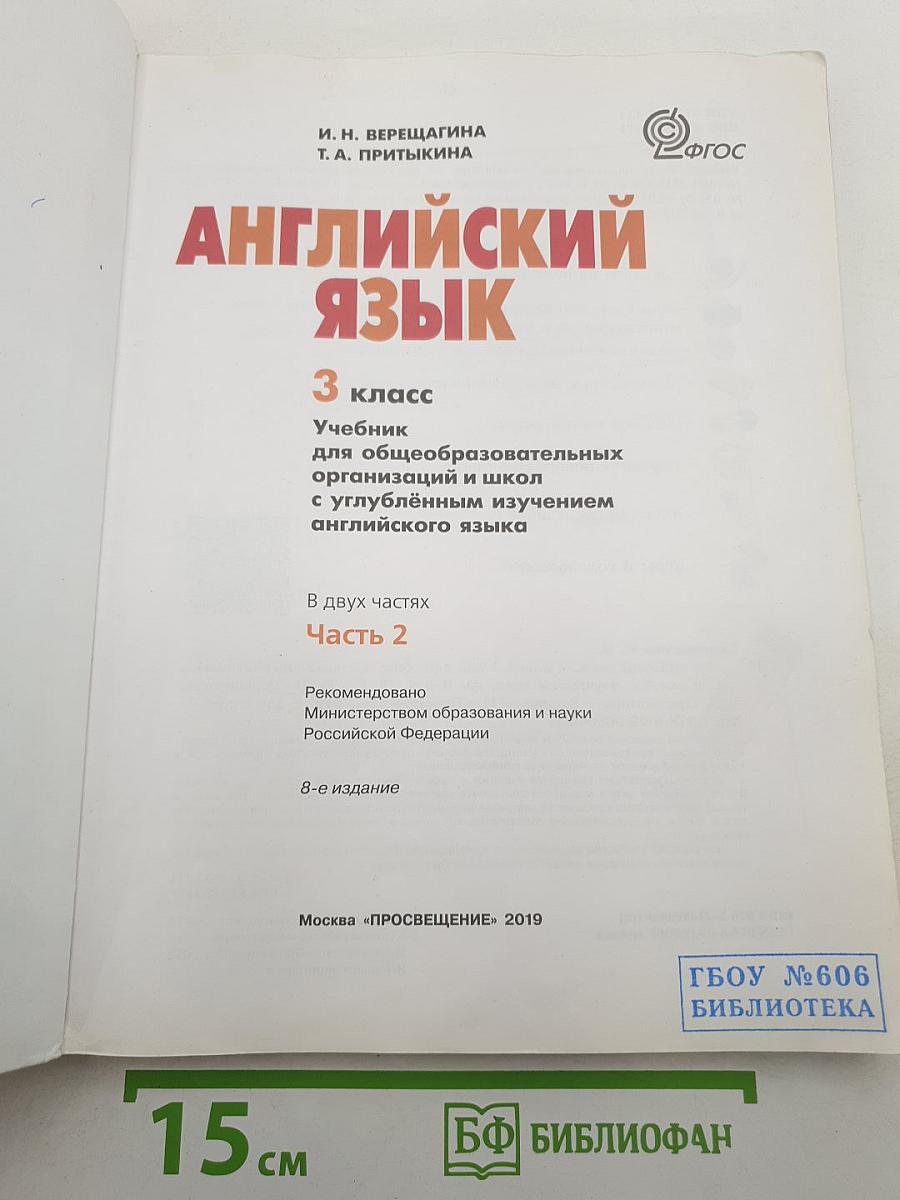 И. Н. ВЕРЕЩАГИНА
Т. А. ПРИТЫКИНА
ФГОС
АНГЛИЙСКИЙ
ЯЗЫК
3 класс
Учебник
для общеобразовательных
организаций и школ
с углублённым изучением
английского языка
В двух частях
Часть 2
Рекомендовано
Министерством образования и науки
Российской Федерации
8-е издание
Москва «ПРОСВЕЩЕНИЕ» 2019
ГБОУ №606
БИБЛИОТЕКА
15 см
БФ БИБЛИОФАН